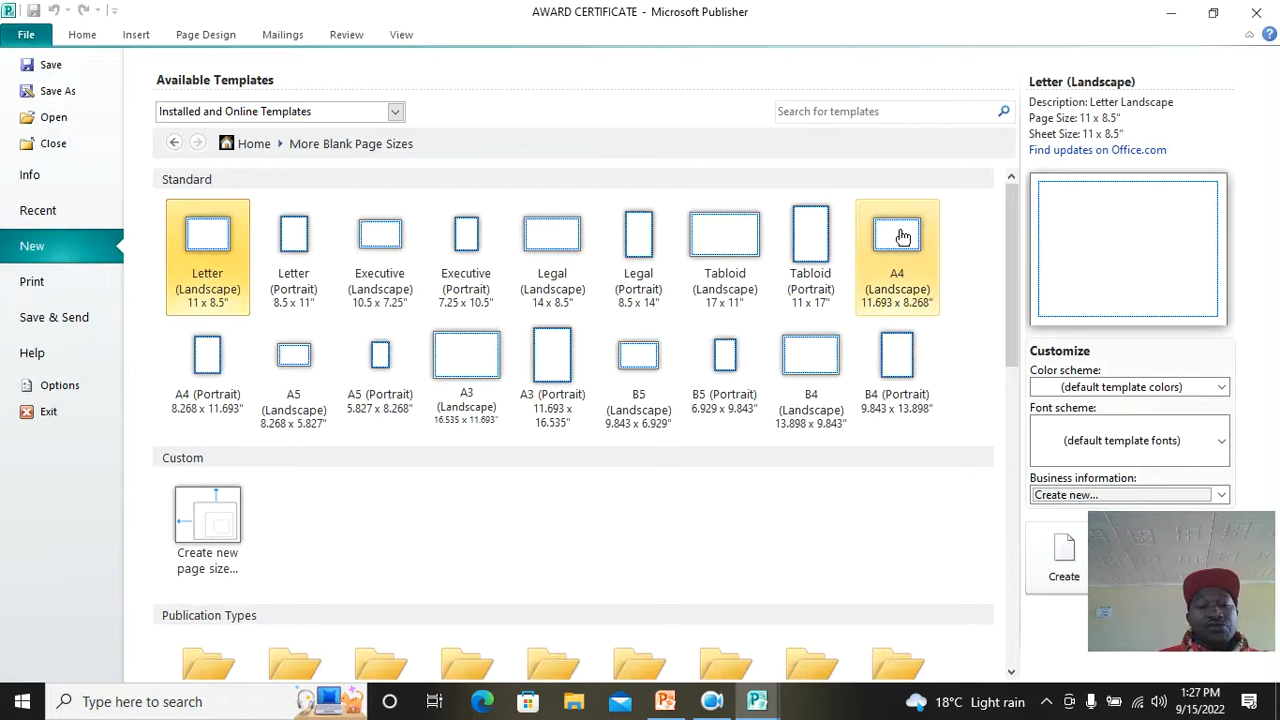 AWARD CERTIFICATE - Microsoft Publisher
File Home Insert Page Design Mailings Review View
Save
Save As
Open
Close
Info
Recent
New
Print
Save & Send
Help
Options
Exit
Available Templates
Installed and Online Templates
Search for templates
Home More Blank Page Sizes
Standard
Letter (Landscape) 11 x 8.5"
Letter (Portrait) 8.5 x 11"
Executive (Landscape) 10.5 x 7.25"
Executive (Portrait) 7.25 x 10.5"
Legal (Landscape) 14 x 8.5"
Legal (Portrait) 8.5 x 14"
Tabloid (Landscape) 17 x 11"
Tabloid (Portrait) 11 x 17"
A4 (Landscape) 11.693 x 8.268"
A4 (Portrait) 8.268 x 11.693"
A5 (Landscape) 8.268 x 5.827"
A5 (Portrait) 5.827 x 8.268"
A3 (Landscape) 16.535 x 11.693"
A3 (Portrait) 11.693 x 16.535"
B5 (Landscape) 9.843 x 6.929"
B5 (Portrait) 6.929 x 9.843"
B4 (Landscape) 13.898 x 9.843"
B4 (Portrait) 9.843 x 13.898"
Custom
Create new page size...
Publication Types
Letter (Landscape)
Description: Letter Landscape
Page Size: 11 x 8.5"
Sheet Size: 11 x 8.5"
Find updates on Office.com
Customize
Color scheme:
(default template colors)
Font scheme:
(default template fonts)
Business information:
Create new...
Create
Type here to search
18°C Light rain
1:27 PM
9/15/2022